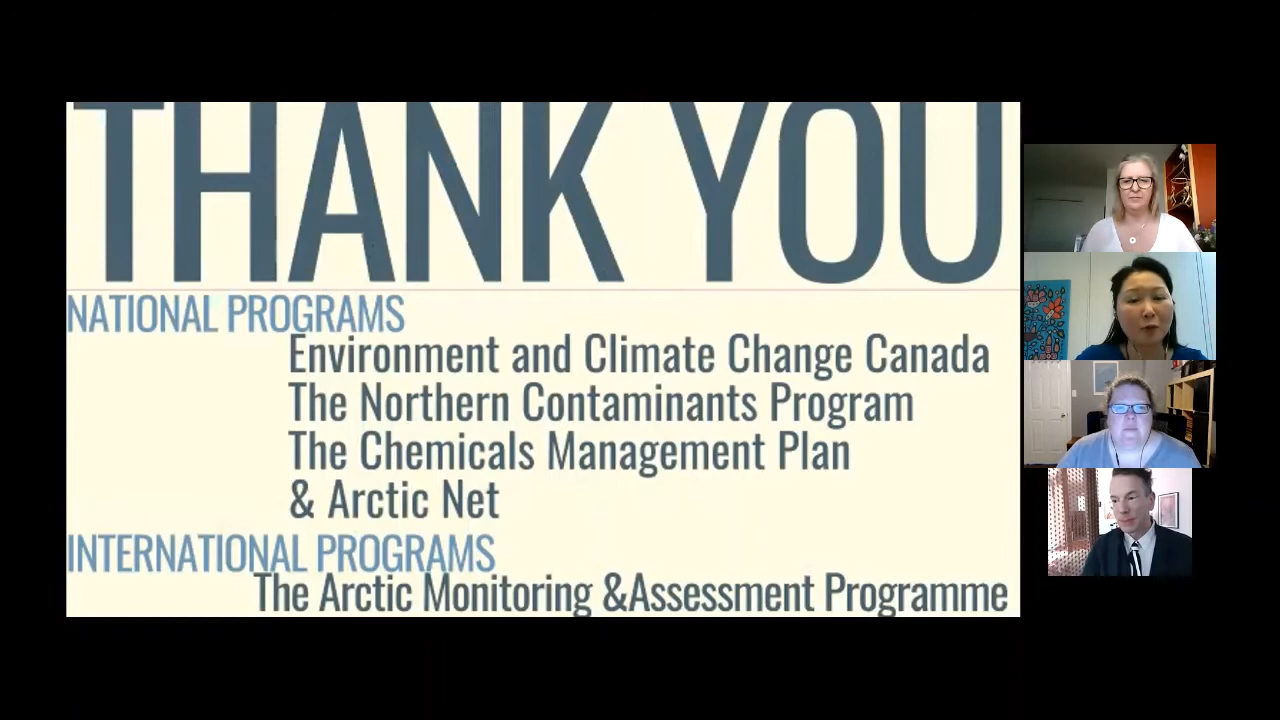 THANK YOU
NATIONAL PROGRAMS
Environment and Climate Change Canada
The Northern Contaminants Program
The Chemicals Management Plan
& Arctic Net
INTERNATIONAL PROGRAMS
The Arctic Monitoring &Assessment Programme